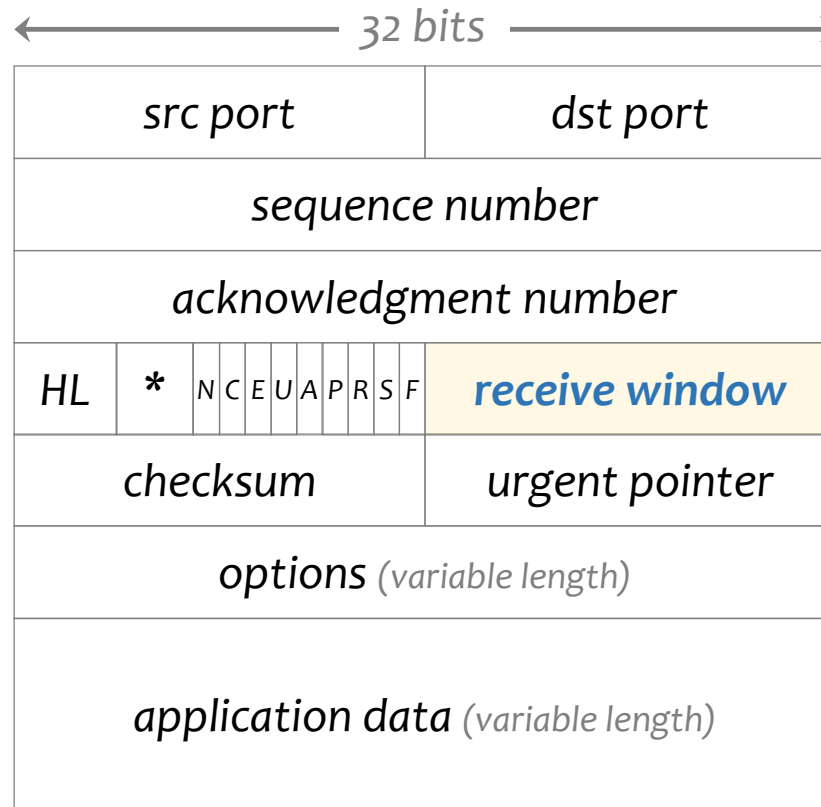 32 bits
src port dst port
sequence number
acknowledgment number
HL * N C E U A P R S F receive window
checksum urgent pointer
options (variable length)
application data (variable length)